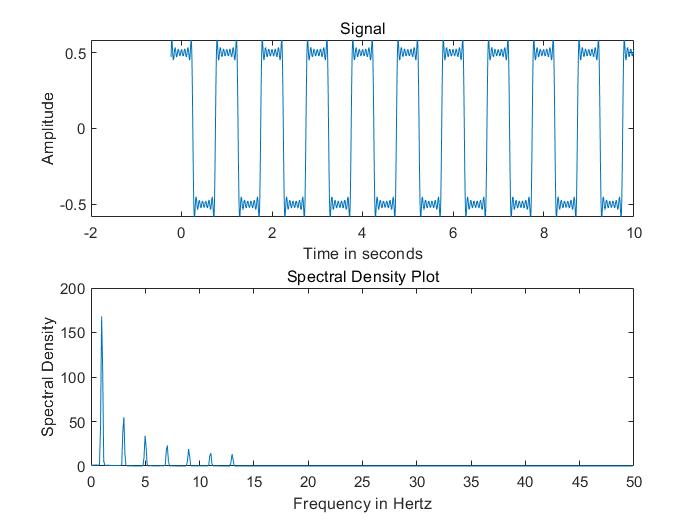 Signal
0.5
0
-0.5
Amplitude
-2 0 2 4 6 8 10
Time in seconds
Spectral Density Plot
200
150
100
50
0
Spectral Density
0 5 10 15 20 25 30 35 40 45 50
Frequency in Hertz